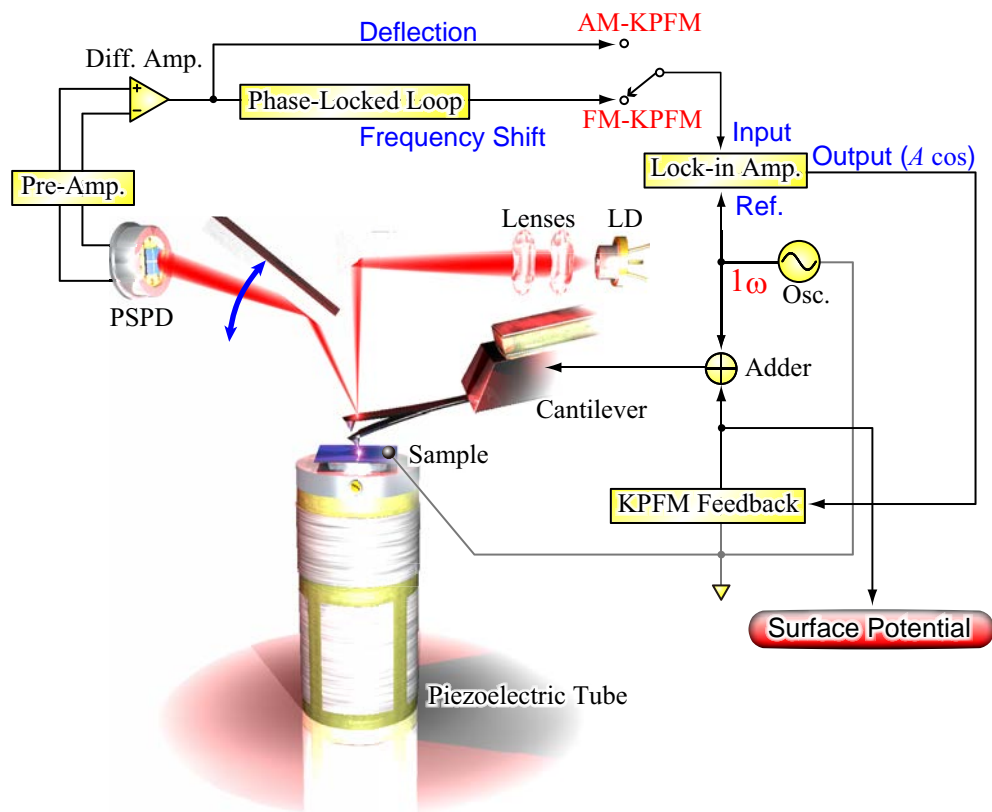 AM-KPFM
Deflection
Diff. Amp.
+
−
Phase-Locked Loop
FM-KPFM
Frequency Shift
Input
Output (A cos)
Lock-in Amp.
Pre-Amp.
Ref.
Lenses
LD
PSPD
1ω
Osc.
Adder
Cantilever
Sample
KPFM Feedback
Surface Potential
Piezoelectric Tube